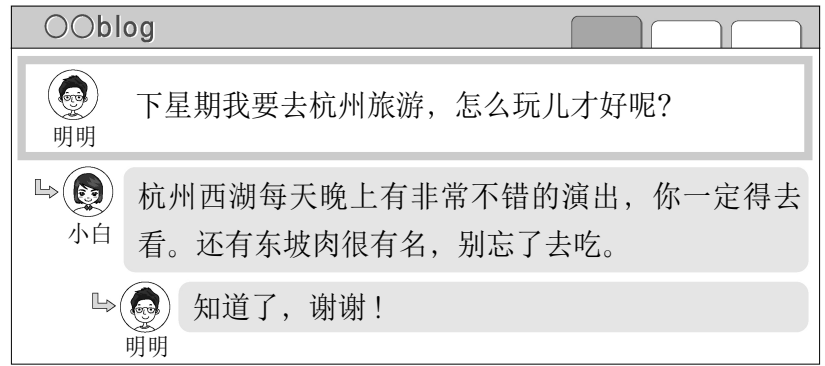 ○○blog
下星期我要去杭州旅游，怎么玩儿才好呢？
明明
杭州西湖每天晚上有非常不错的演出，你一定得去
小白
看。还有东坡肉很有名，别忘了去吃。
知道了，谢谢！
明明